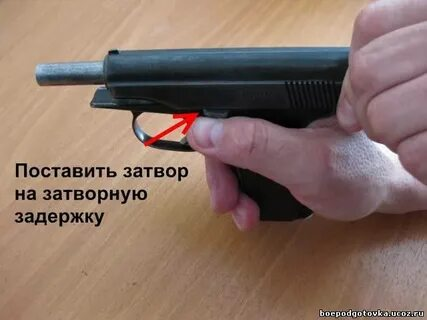 Поставить затвор
на затворную
задержку
boepodgotovka.ucoz.ru